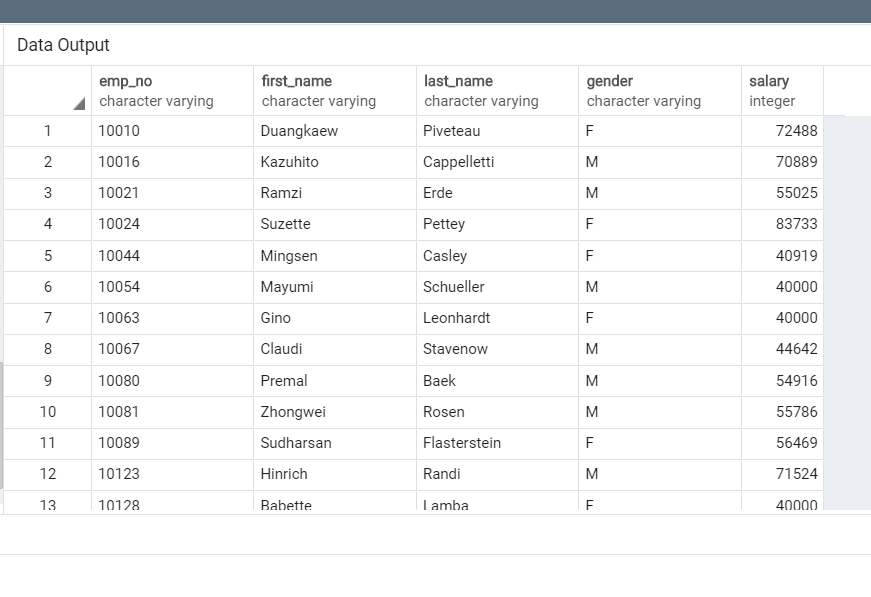 Data Output
emp_no first_name last_name gender salary
character varying character varying character varying character varying integer
1 10010 Duangkaew Piveteau F 72488
2 10016 Kazuhito Cappelletti M 70889
3 10021 Ramzi Erde M 55025
4 10024 Suzette Pettey F 83733
5 10044 Mingsen Casley F 40919
6 10054 Mayumi Schueller M 40000
7 10063 Gino Leonhardt F 40000
8 10067 Claudi Stavenow M 44642
9 10080 Premal Baek M 54916
10 10081 Zhongwei Rosen M 55786
11 10089 Sudharsan Flasterstein F 56469
12 10123 Hinrich Randi M 71524
13 10128 Babette Lamba F 40000